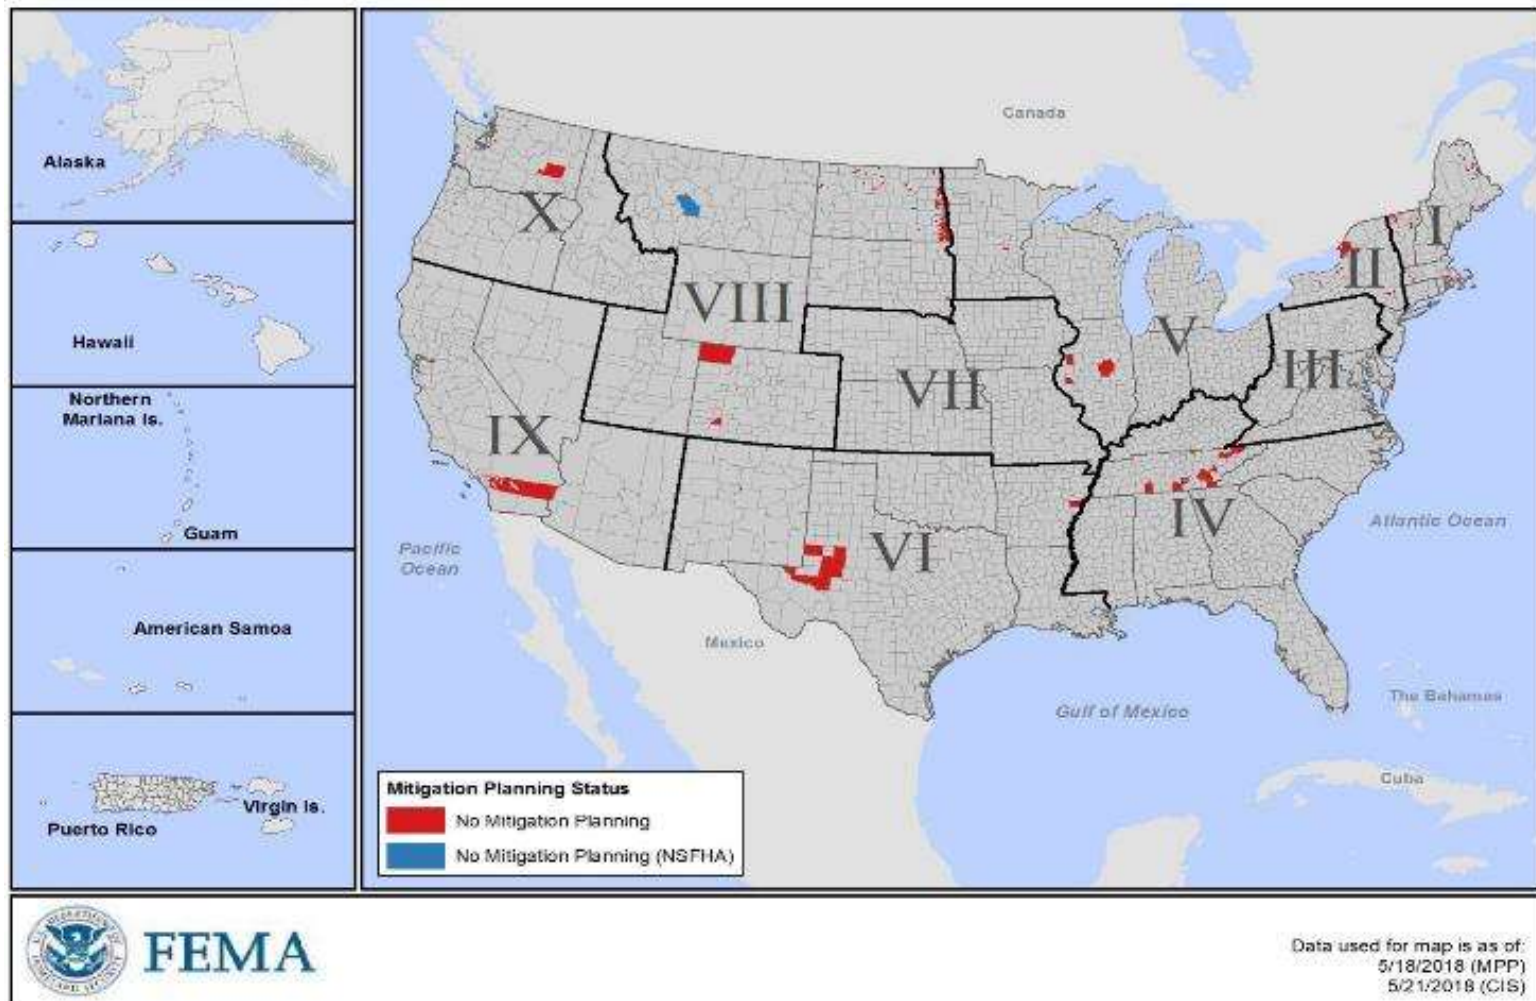 Alaska
Hawaii
Northern
Mariana Is.
Guam
American Samoa
Puerto Rico
Virgin Is.
Canada
X
VIII
I
II
V
III
VII
IX
IV
VI
Pacific
Ocean
Atlantic Ocean
Mexico
Gulf of Mexico
The Bahamas
Cuba
Mitigation Planning Status
No Mitigation Planning
No Mitigation Planning (NSFHA)
FEMA
Data used for map is as of:
5/18/2018 (MPP)
5/21/2018 (CIS)